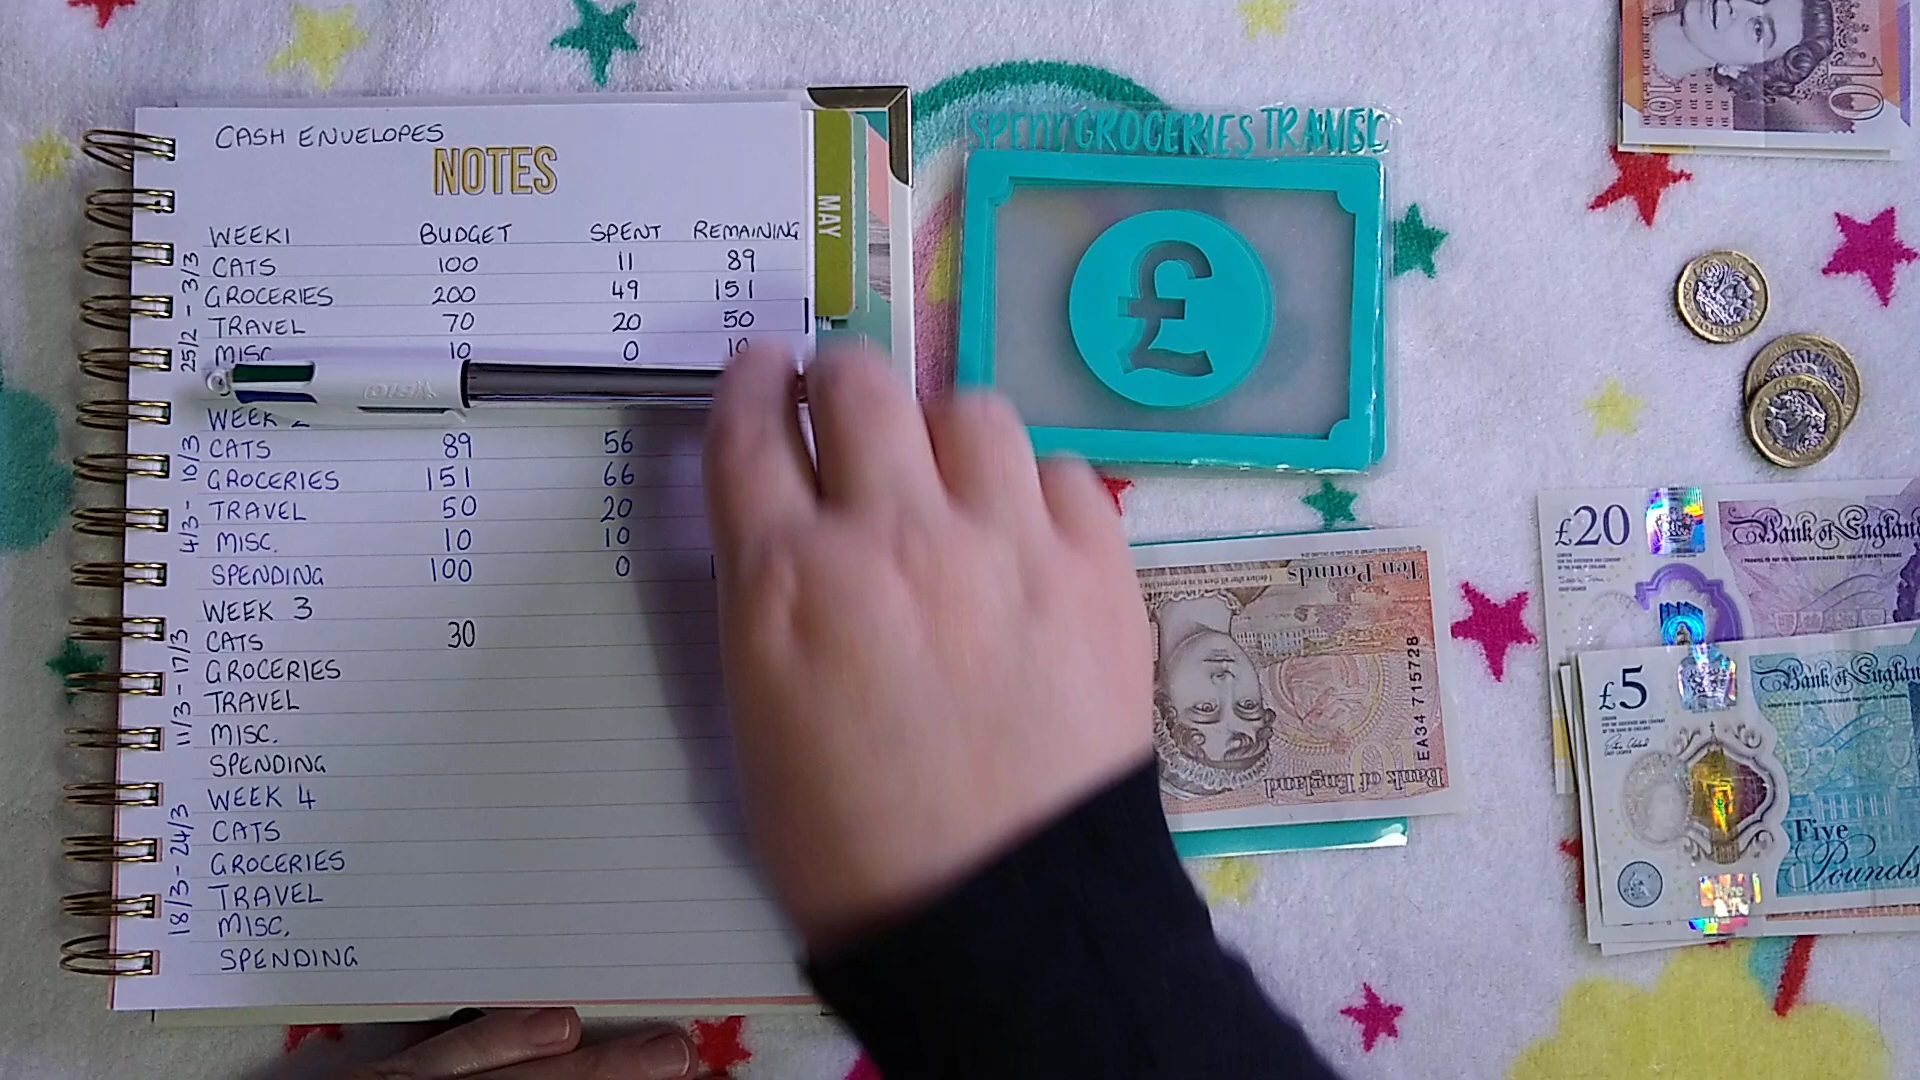 CASH ENVELOPES
NOTES
WEEK1 BUDGET SPENT REMAINING
25/2 - 3/3
CATS 100 11 89
GROCERIES 200 49 151
TRAVEL 70 20 50
MISC 10 0 10
WEEK
4/3 - 10/3
CATS 89 56
GROCERIES 151 66
TRAVEL 50 20
MISC. 10 10
SPENDING 100 0
WEEK 3
11/3 - 17/3
CATS 30
GROCERIES
TRAVEL
MISC.
SPENDING
WEEK 4
18/3 - 24/3
CATS
GROCERIES
TRAVEL
MISC.
SPENDING
MAY
GROCERIES TRAVEL
£
10
Ten Pounds
Bank of England
EA34 715728
£20
Bank of England
£5
Bank of England
Five
Pounds